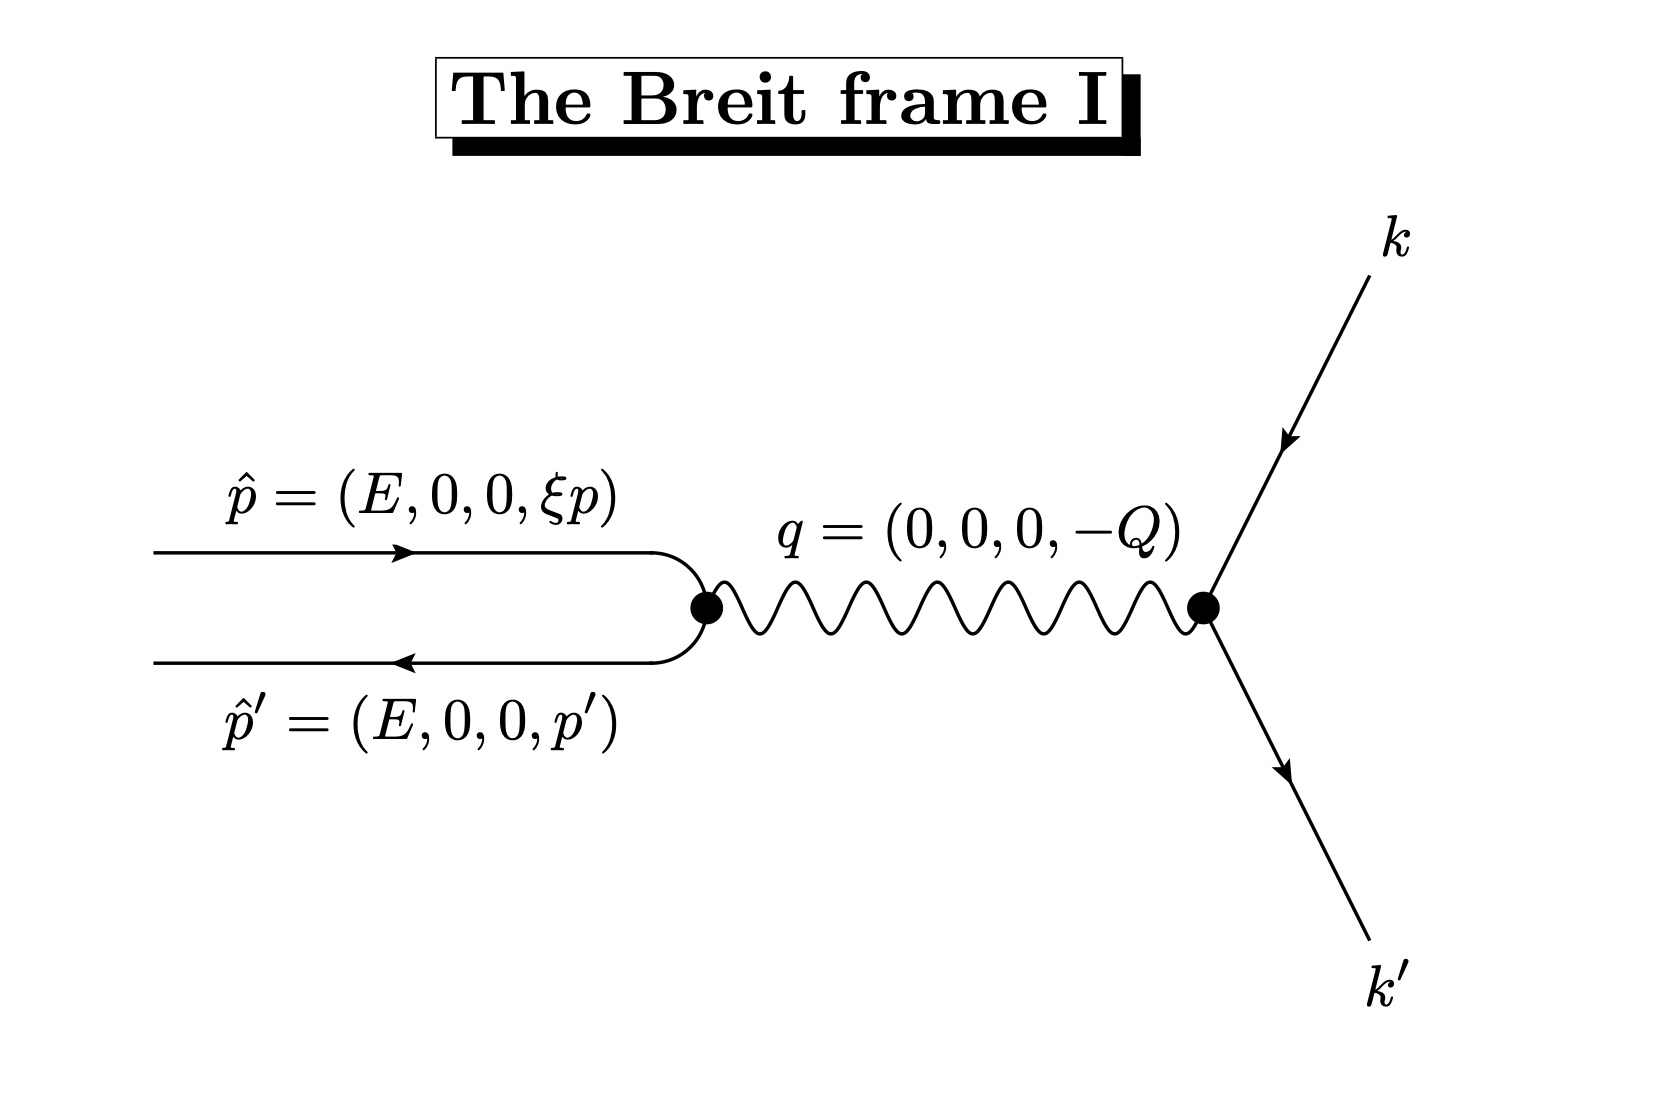 The Breit frame I
k
p̂ = (E, 0, 0, ξp)
q = (0, 0, 0, −Q)
p̂′ = (E, 0, 0, p′)
k′